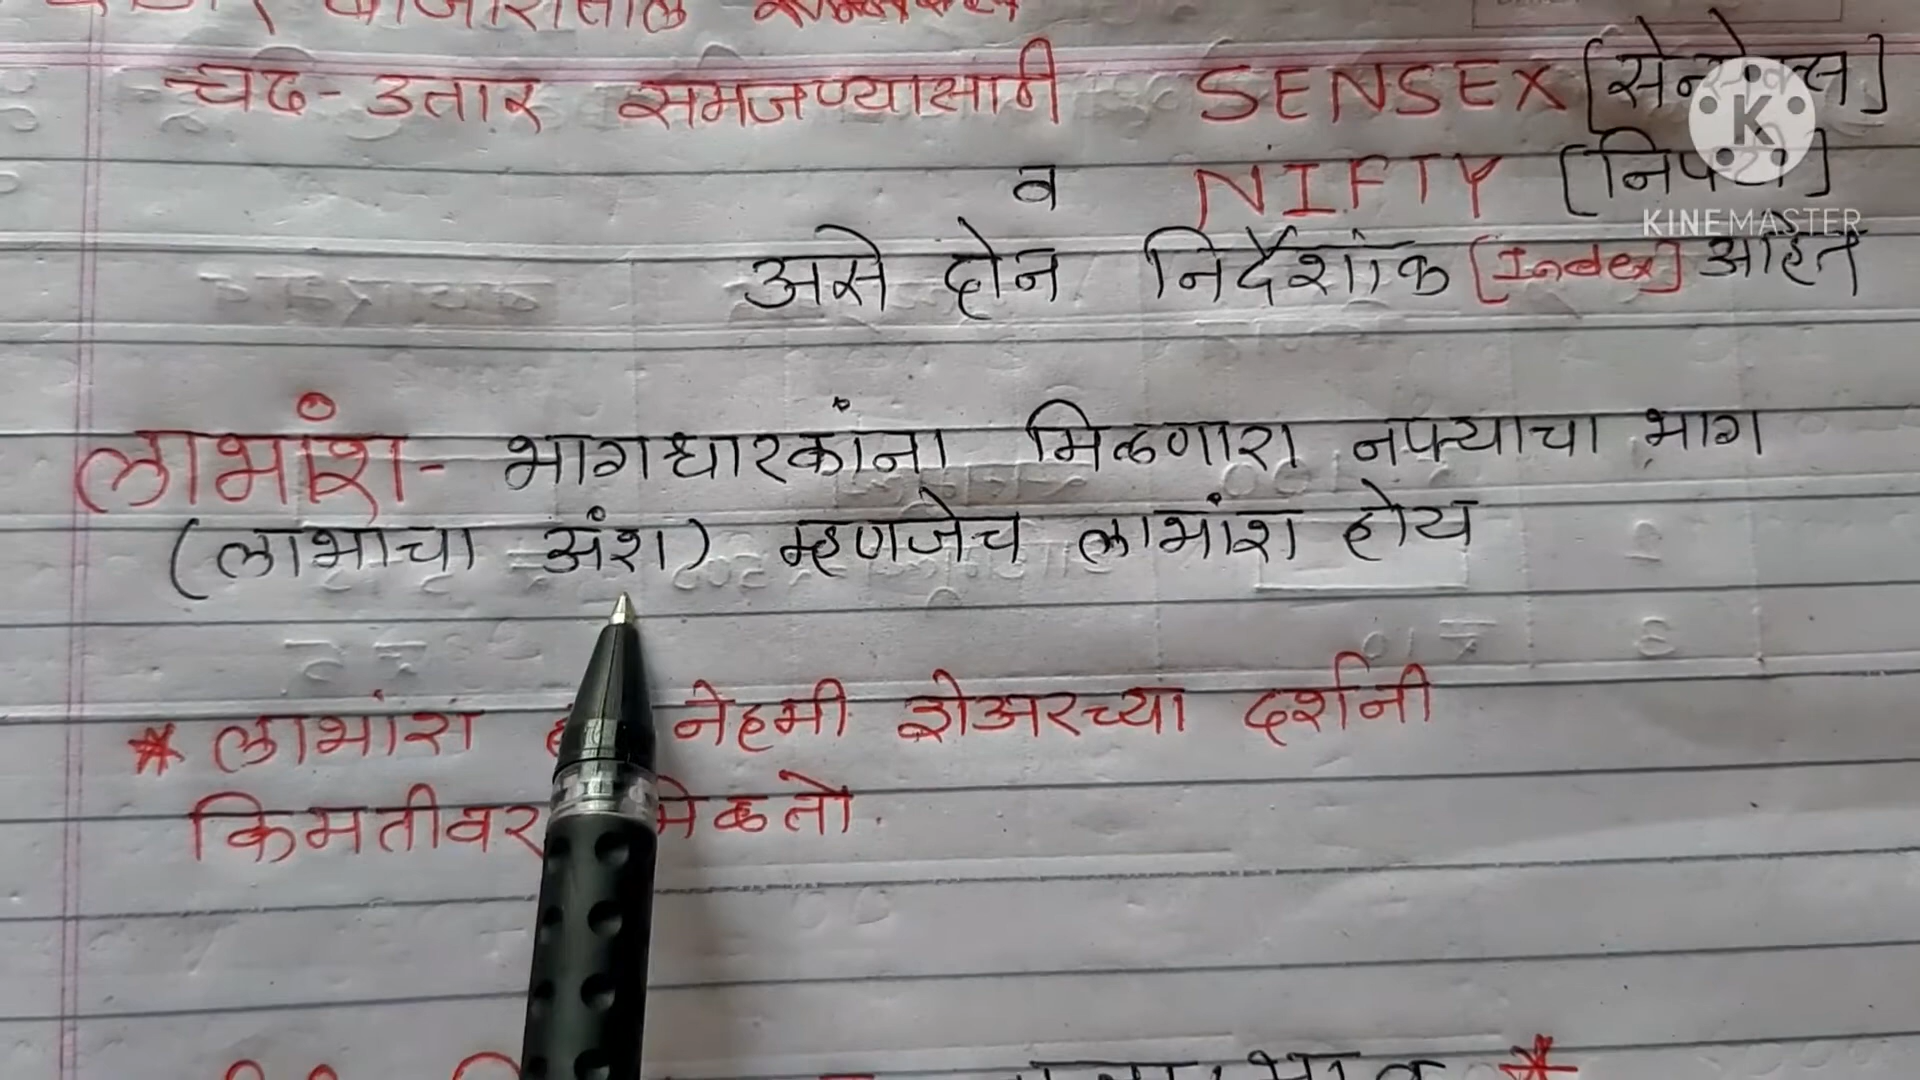 बाजारातील
चढ-उतार समजण्यासाठी SENSEX [सेन्सेक्स]
व NIFTY [निफ्टी]
KINEMASTER
असे दोन निर्देशांक [Index] आहेत
लाभांश - भागधारकांना मिळणारा नफ्याचा भाग
(लाभाचा अंश) म्हणजेच लाभांश होय
* लाभांश नेहमी शेअरच्या दर्शनी
किमतीवर मिळतो.